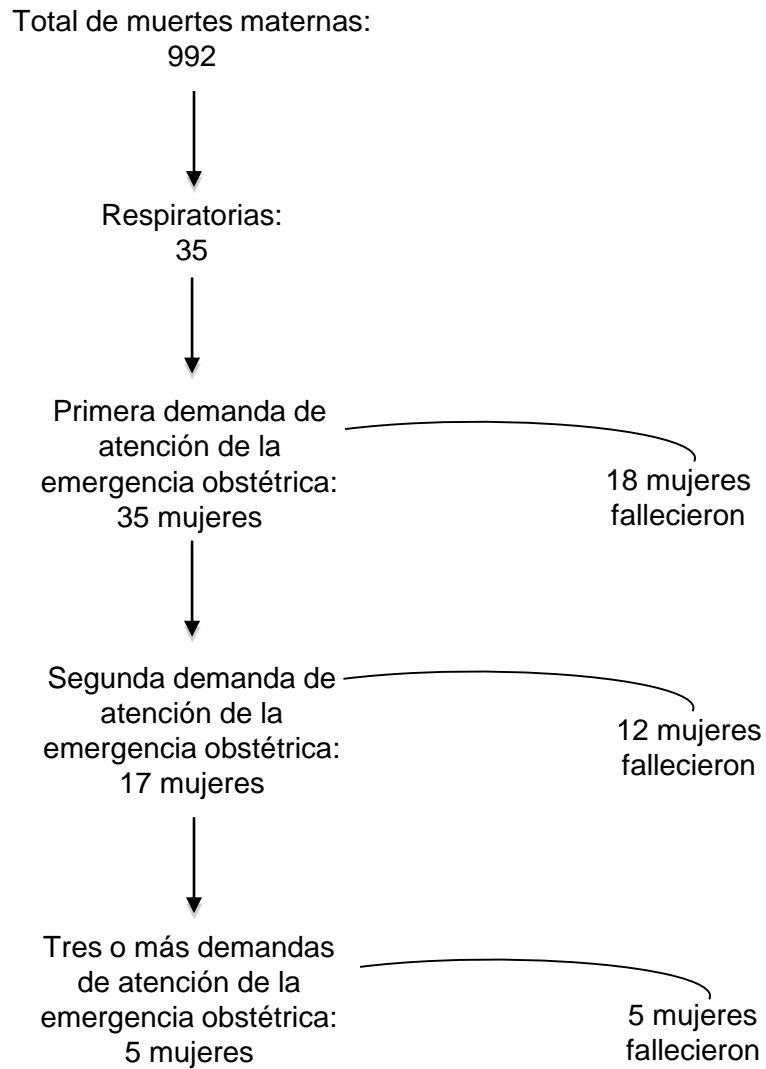 Total de muertes maternas:
992
Respiratorias:
35
Primera demanda de
atención de la
emergencia obstétrica:
35 mujeres
18 mujeres
fallecieron
Segunda demanda de
atención de la
emergencia obstétrica:
17 mujeres
12 mujeres
fallecieron
Tres o más demandas
de atención de la
emergencia obstétrica:
5 mujeres
5 mujeres
fallecieron